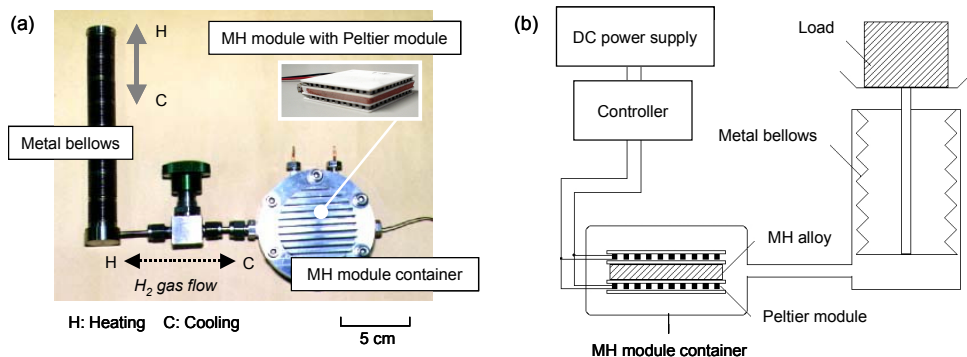 (a)
H
MH module with Peltier module
C
Metal bellows
H
C
MH module container
H₂ gas flow
H: Heating C: Cooling
5 cm
(b)
DC power supply
Load
Controller
Metal bellows
MH alloy
Peltier module
MH module container